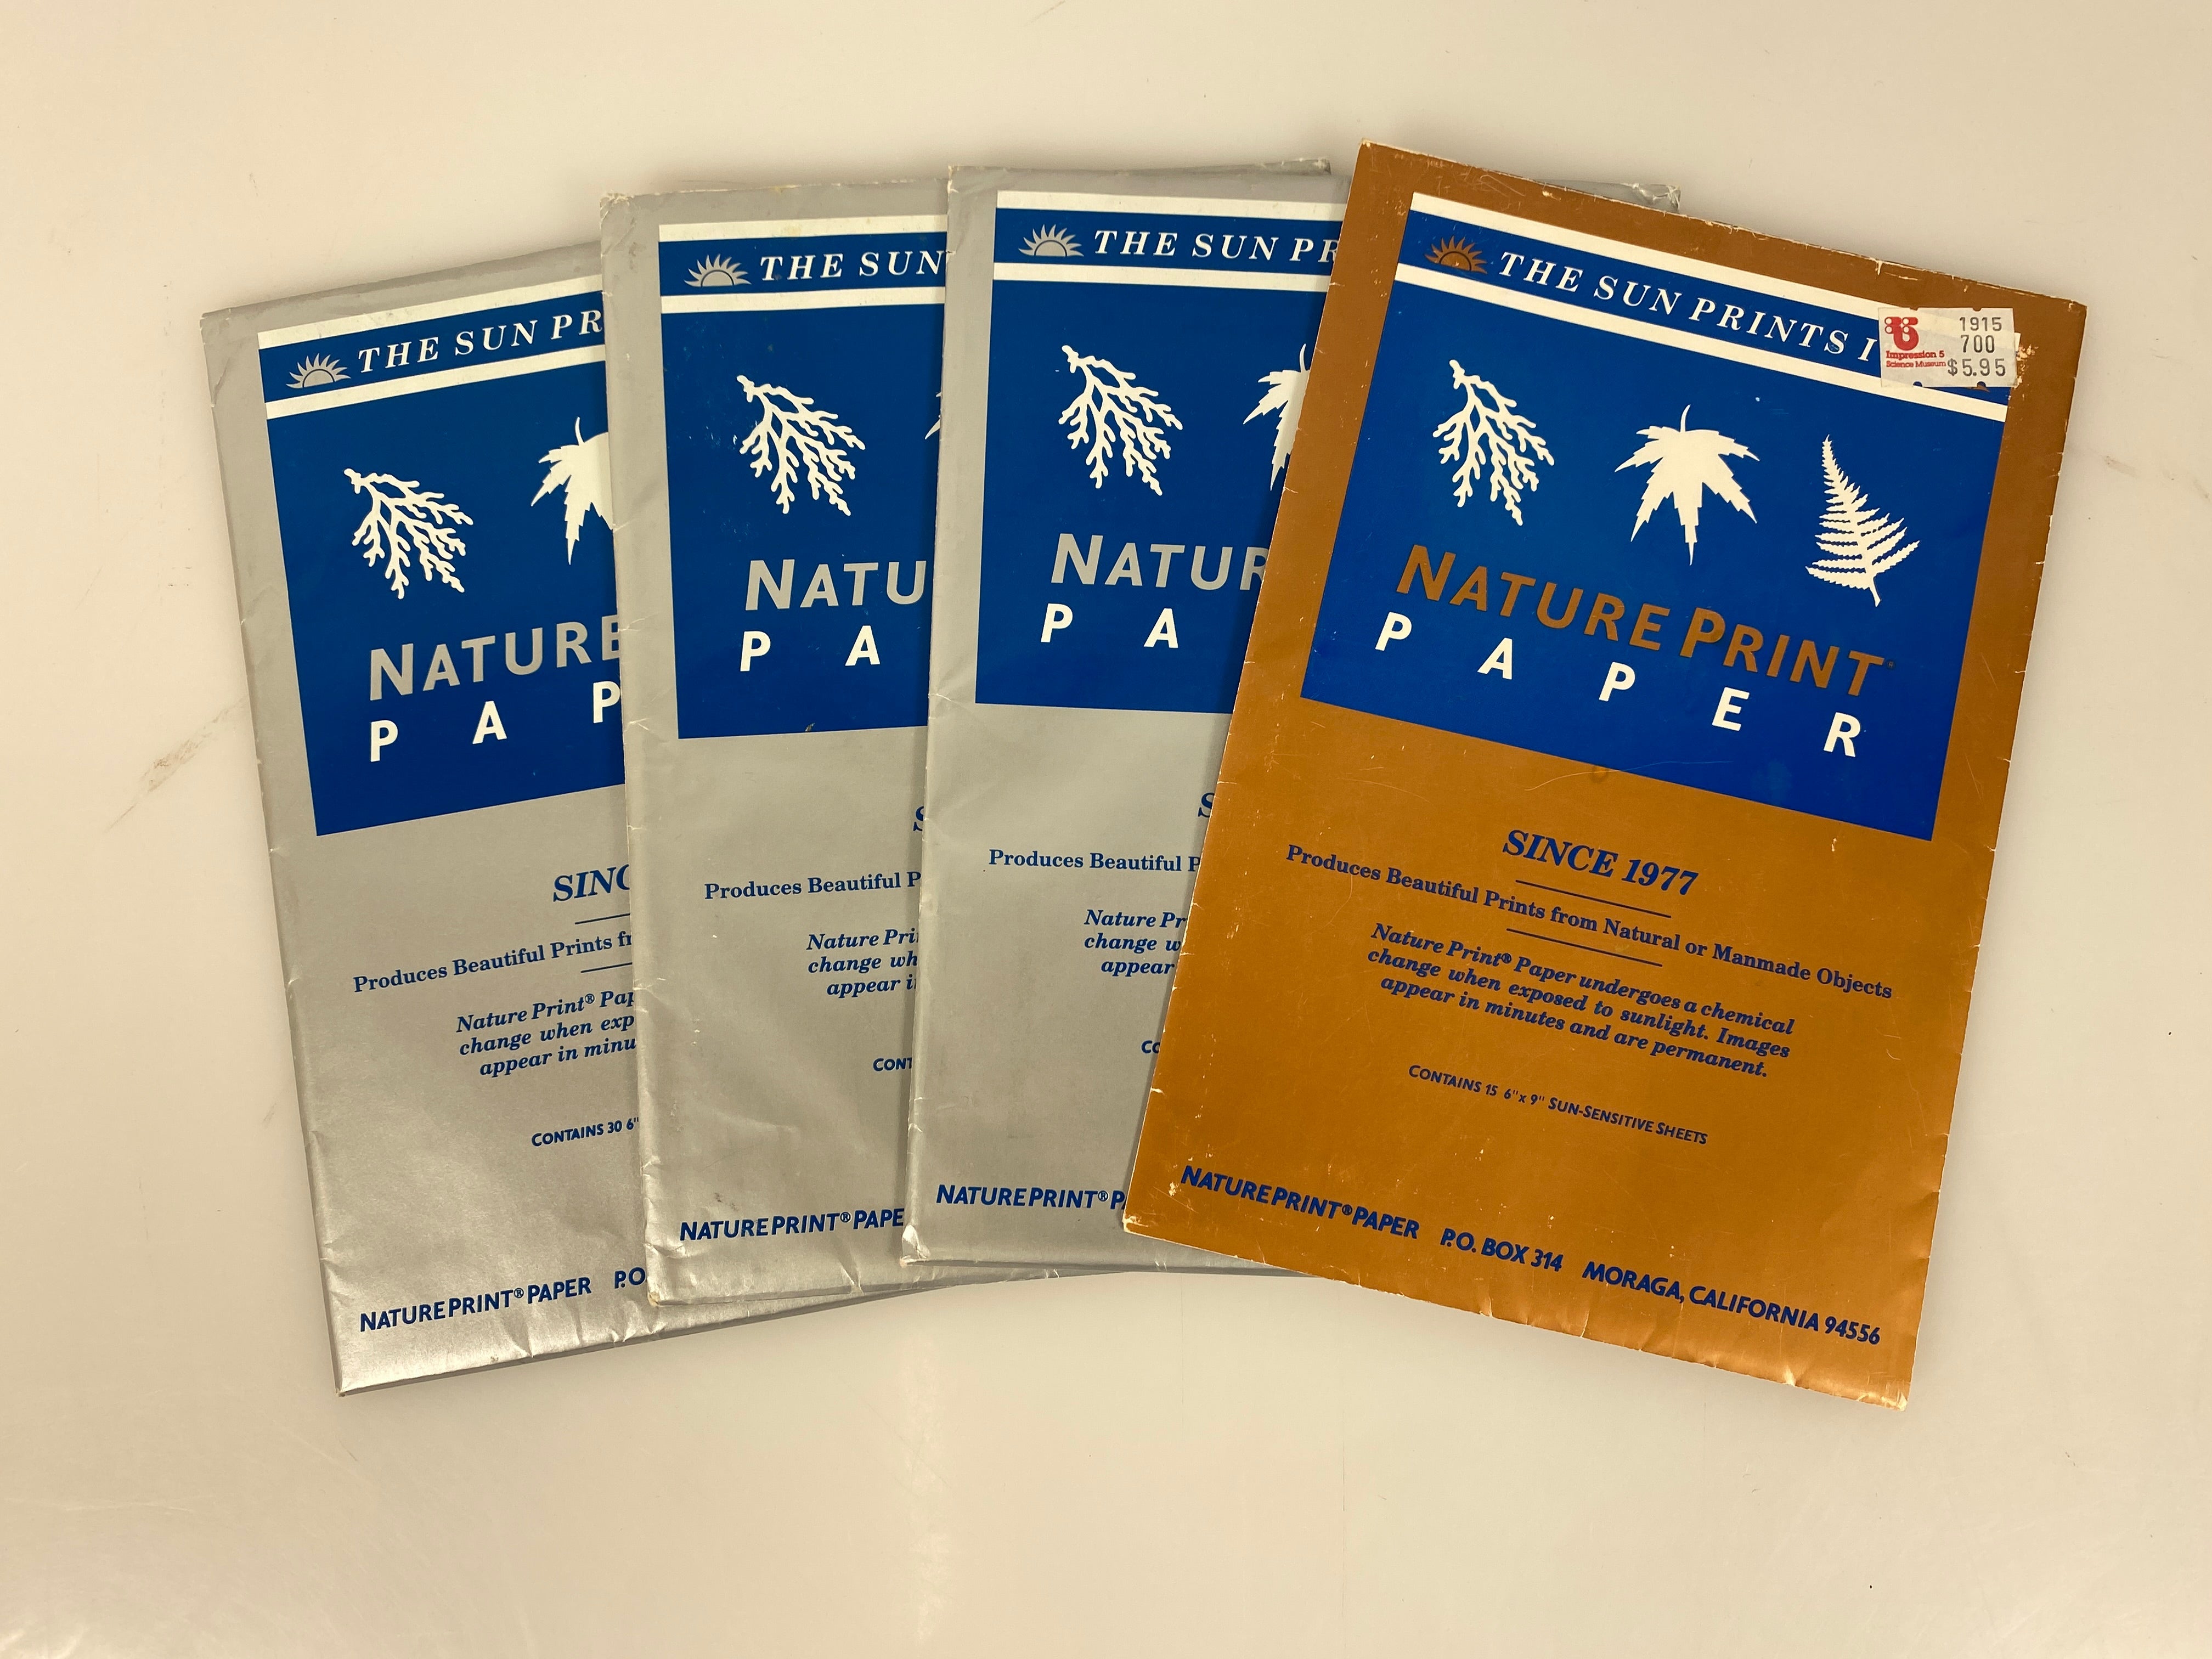 THE SUN PR
NATURE
PAP
SINC
Produces Beautiful Prints fr
Nature Print® Pap
change when exp
appear in minu
CONTAINS 30 6"
NATUREPRINT® PAPER P.O.
THE SUN
NATU
PA
S
Produces Beautiful P
Nature Pri
change wh
appear i
CONT
NATUREPRINT® PAPE
THE SUN PR
NATUR
PA
S
Produces Beautiful P
Nature Pr
change w
appear
CO
NATUREPRINT® P
THE SUN PRINTS I
Impression 5
Science Museum
1915
700
$5.95
NATURE PRINT®
PAPER
SINCE 1977
Produces Beautiful Prints from Natural or Manmade Objects
Nature Print® Paper undergoes a chemical
change when exposed to sunlight. Images
appear in minutes and are permanent.
CONTAINS 15 6" x 9" SUN-SENSITIVE SHEETS
NATUREPRINT® PAPER P.O. BOX 314 MORAGA, CALIFORNIA 94556